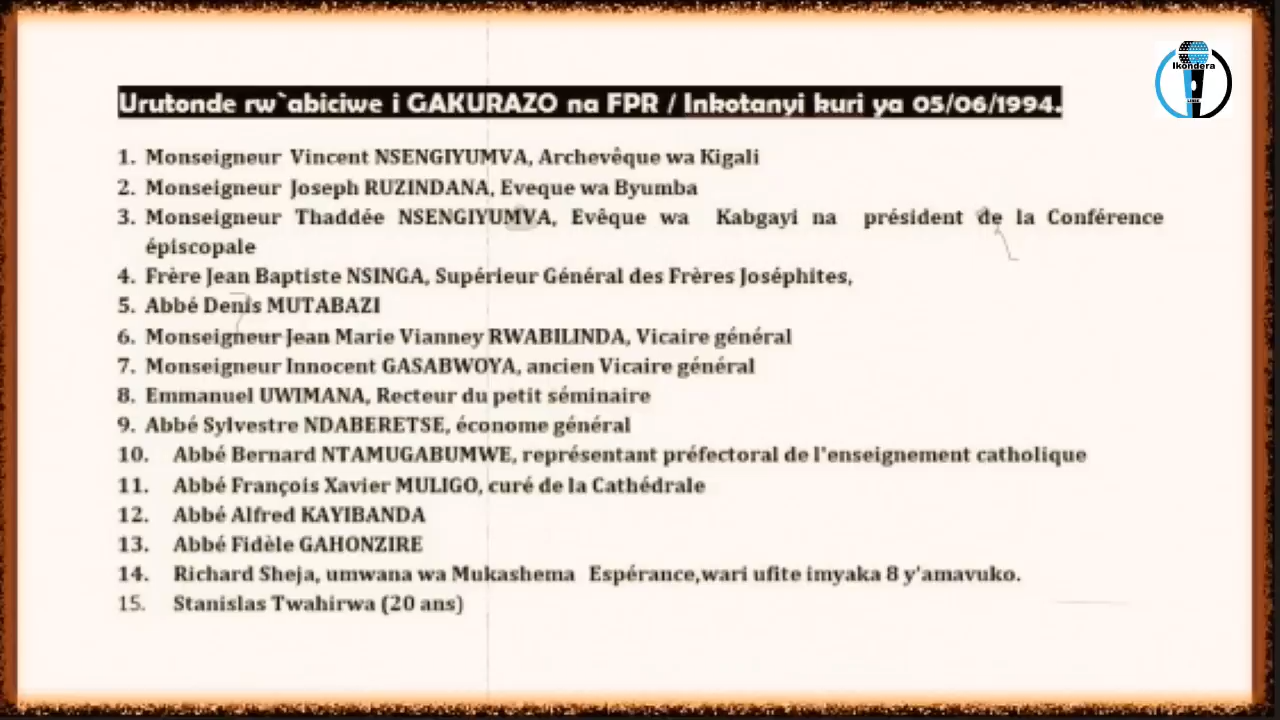 Ikondera
LIBRE
Urutonde rw`abiciwe i GAKURAZO na FPR / Inkotanyi kuri ya 05/06/1994.
1. Monseigneur Vincent NSENGIYUMVA, Archevêque wa Kigali
2. Monseigneur Joseph RUZINDANA, Eveque wa Byumba
3. Monseigneur Thaddée NSENGIYUMVA, Evêque wa Kabgayi na président de la Conférence
épiscopale
4. Frère Jean Baptiste NSINGA, Supérieur Général des Frères Joséphites,
5. Abbé Denis MUTABAZI
6. Monseigneur Jean Marie Vianney RWABILINDA, Vicaire général
7. Monseigneur Innocent GASABWOYA, ancien Vicaire général
8. Emmanuel UWIMANA, Recteur du petit séminaire
9. Abbé Sylvestre NDABERETSE, économe général
10. Abbé Bernard NTAMUGABUMWE, représentant préfectoral de l'enseignement catholique
11. Abbé François Xavier MULIGO, curé de la Cathédrale
12. Abbé Alfred KAYIBANDA
13. Abbé Fidèle GAHONZIRE
14. Richard Sheja, umwana wa Mukashema Espérance,wari ufite imyaka 8 y'amavuko.
15. Stanislas Twahirwa (20 ans)